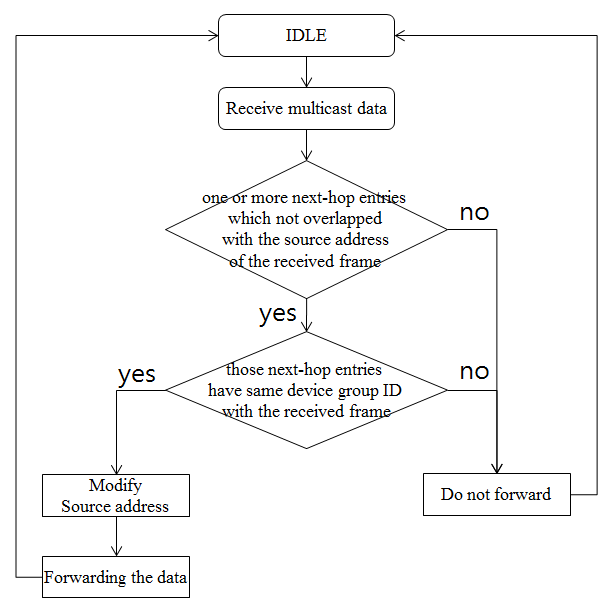 IDLE
Receive multicast data
one or more next-hop entries
which not overlapped
with the source address
of the received frame
no
yes
those next-hop entries
have same device group ID
with the received frame
yes
no
Modify
Source address
Do not forward
Forwarding the data